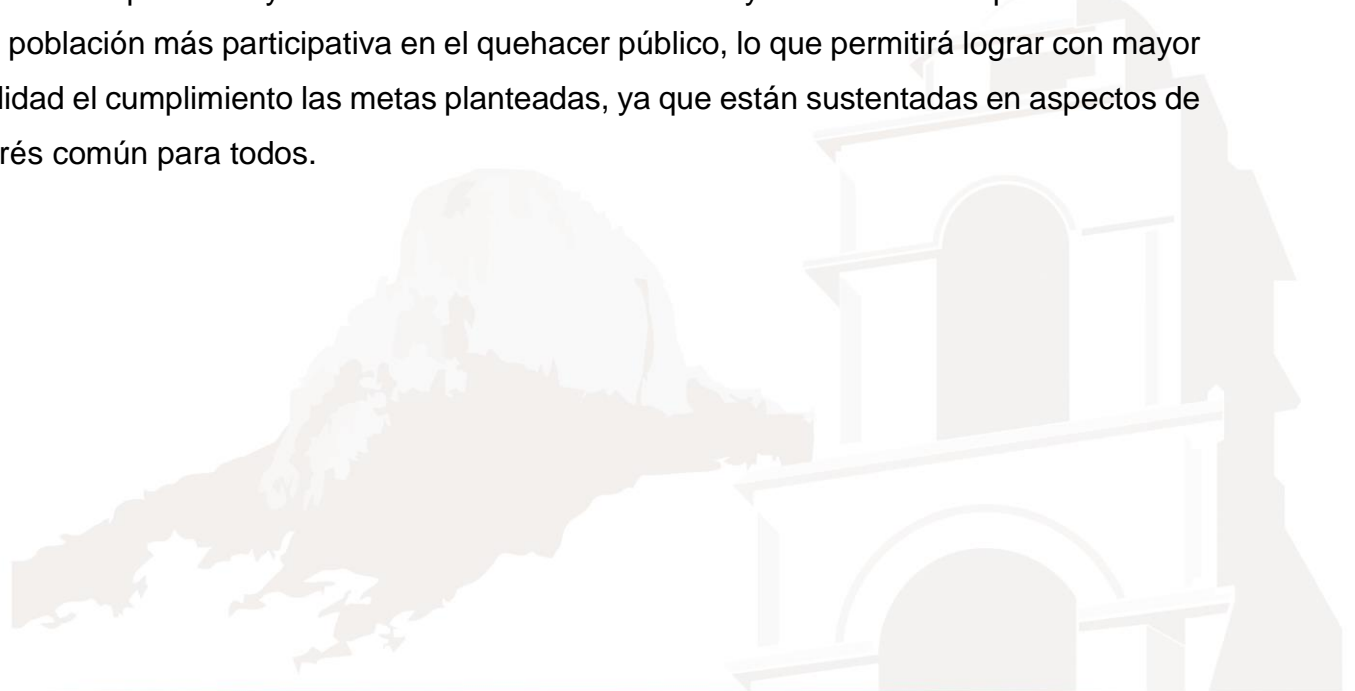 población más participativa en el quehacer público, lo que permitirá lograr con mayor
lidad el cumplimiento las metas planteadas, ya que están sustentadas en aspectos de
rés común para todos.